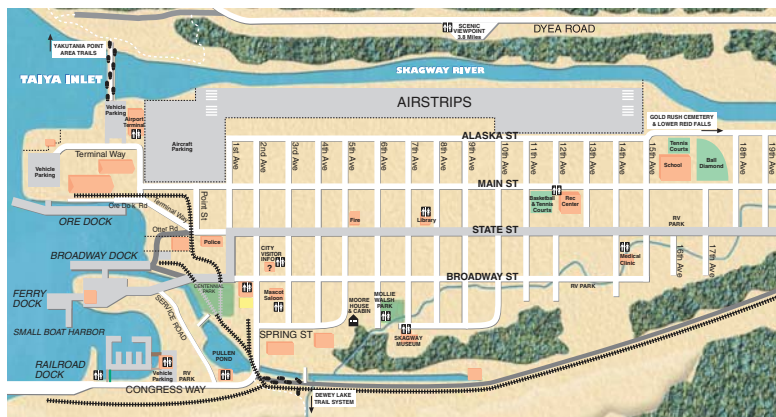 SCENIC
VIEWPOINT
3.8 Miles
DYEA ROAD
YAKUTANIA POINT
AREA TRAILS
TAIYA INLET
SKAGWAY RIVER
AIRSTRIPS
Vehicle
Parking
Airport
Terminal
Aircraft
Parking
GOLD RUSH CEMETERY
& LOWER REID FALLS
ALASKA ST
Terminal Way
Vehicle
Parking
1st Ave
2nd Ave
3rd Ave
4th Ave
5th Ave
6th Ave
7th Ave
8th Ave
9th Ave
10th Ave
11th Ave
12th Ave
13th Ave
14th Ave
15th Ave
Tennis
Courts
School
Ball
Diamond
18th Ave
19th
MAIN ST
Ore Dock Rd
Terminal Way
Point St
ORE DOCK
Basketball
& Tennis
Courts
Rec
Center
Fire
Library
RV
PARK
STATE ST
Otter Rd
Police
BROADWAY DOCK
CITY
VISITOR
INFO
?
Medical
Clinic
16th Ave
17th Ave
BROADWAY ST
RV PARK
CENTENNIAL
PARK
Mascot
Saloon
MOORE
HOUSE
& CABIN
MOLLIE
WALSH
PARK
FERRY
DOCK
SERVICE ROAD
SMALL BOAT HARBOR
SPRING ST
SKAGWAY
MUSEUM
RAILROAD
DOCK
Vehicle
Parking
RV
PARK
PULLEN
POND
CONGRESS WAY
DEWEY LAKE
TRAIL SYSTEM